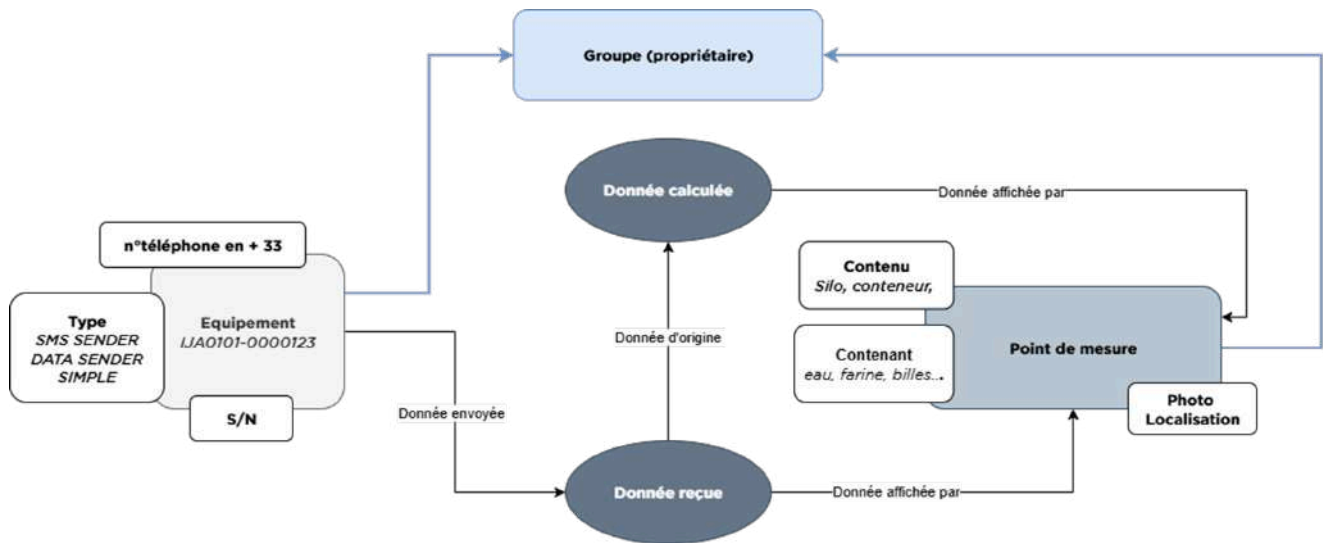 Groupe (propriétaire)
Donnée calculée
Donnée affichée par
n°téléphone en + 33
Contenu
Silo, conteneur,
Type
SMS SENDER
DATA SENDER
SIMPLE
Equipement
IJA0101-0000123
Donnée d'origine
Contenant
eau, farine, billes...
Point de mesure
S/N
Donnée envoyée
Photo
Localisation
Donnée reçue
Donnée affichée par